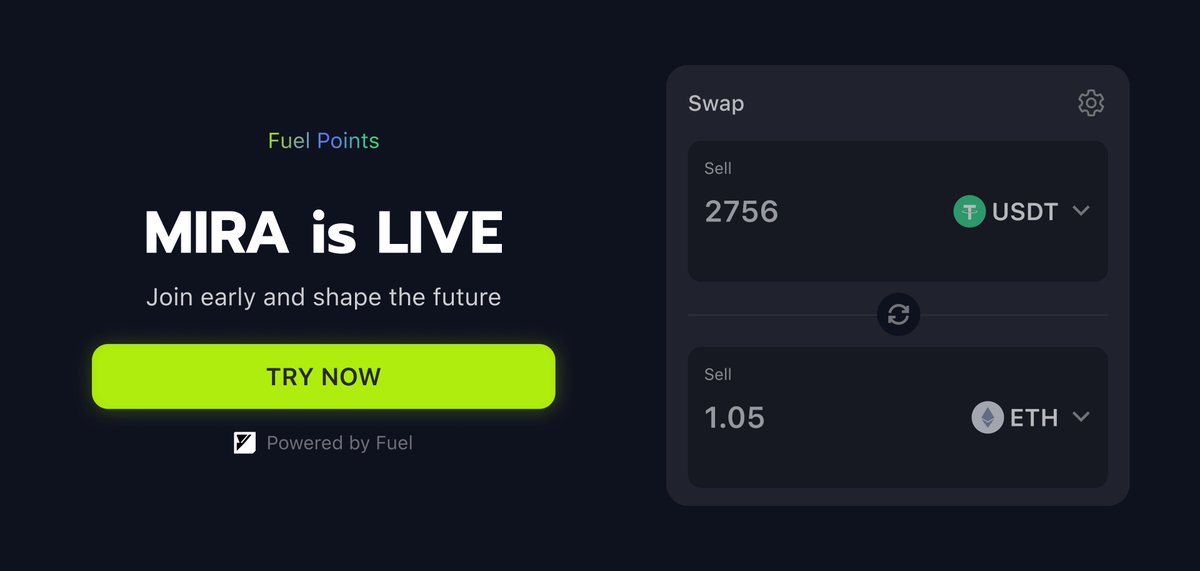 Fuel Points
MIRA is LIVE
Join early and shape the future
TRY NOW
Powered by Fuel
Swap
Sell
2756
USDT
Sell
1.05
ETH